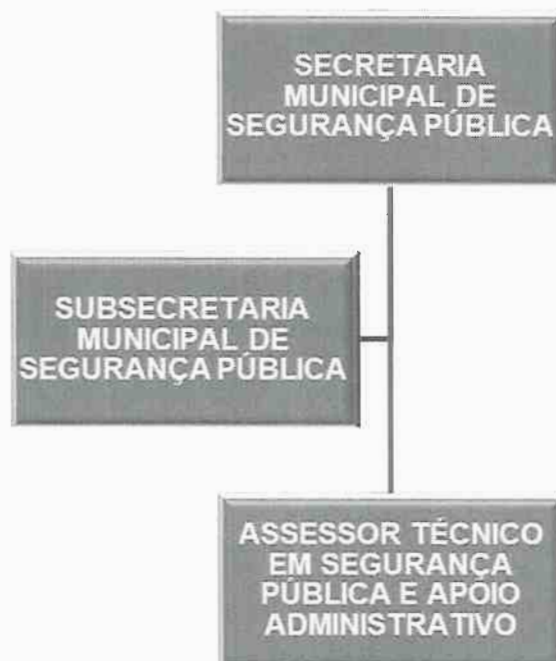 SECRETARIA
MUNICIPAL DE
SEGURANÇA PÚBLICA
SUBSECRETARIA
MUNICIPAL DE
SEGURANÇA PÚBLICA
ASSESSOR TÉCNICO
EM SEGURANÇA
PÚBLICA E APOIO
ADMINISTRATIVO